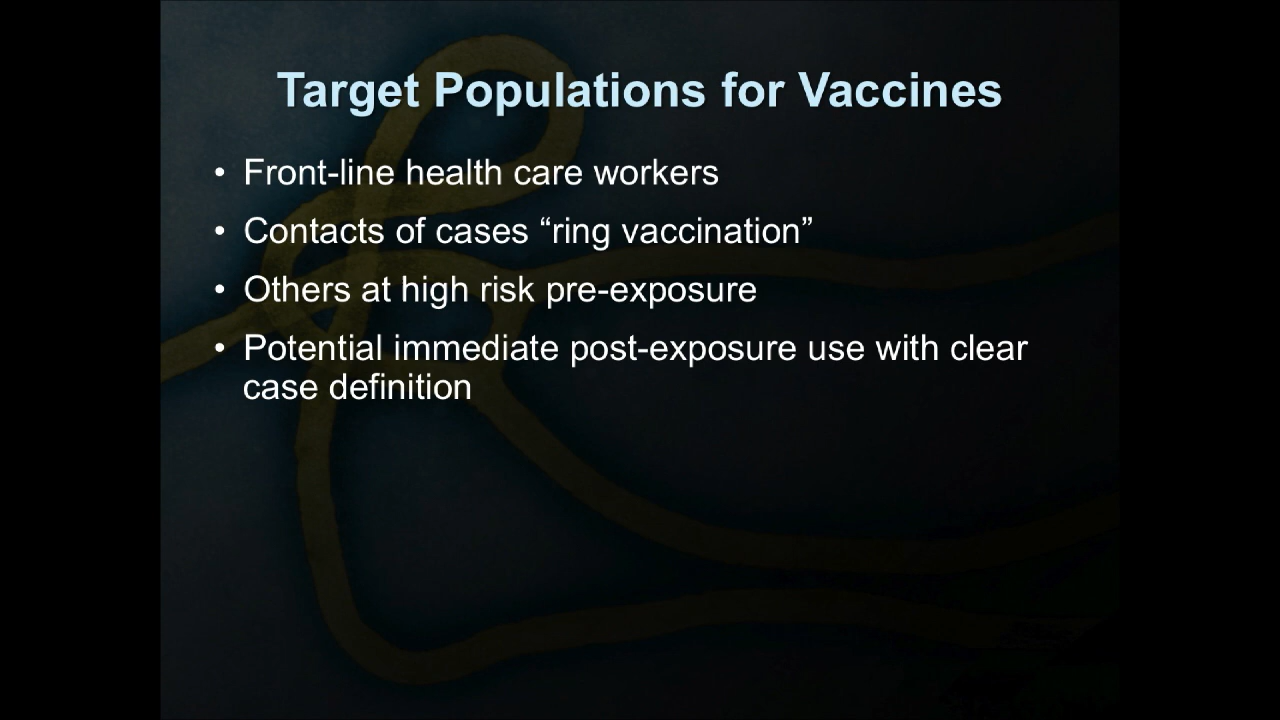 Target Populations for Vaccines
• Front-line health care workers
• Contacts of cases “ring vaccination”
• Others at high risk pre-exposure
• Potential immediate post-exposure use with clear
case definition